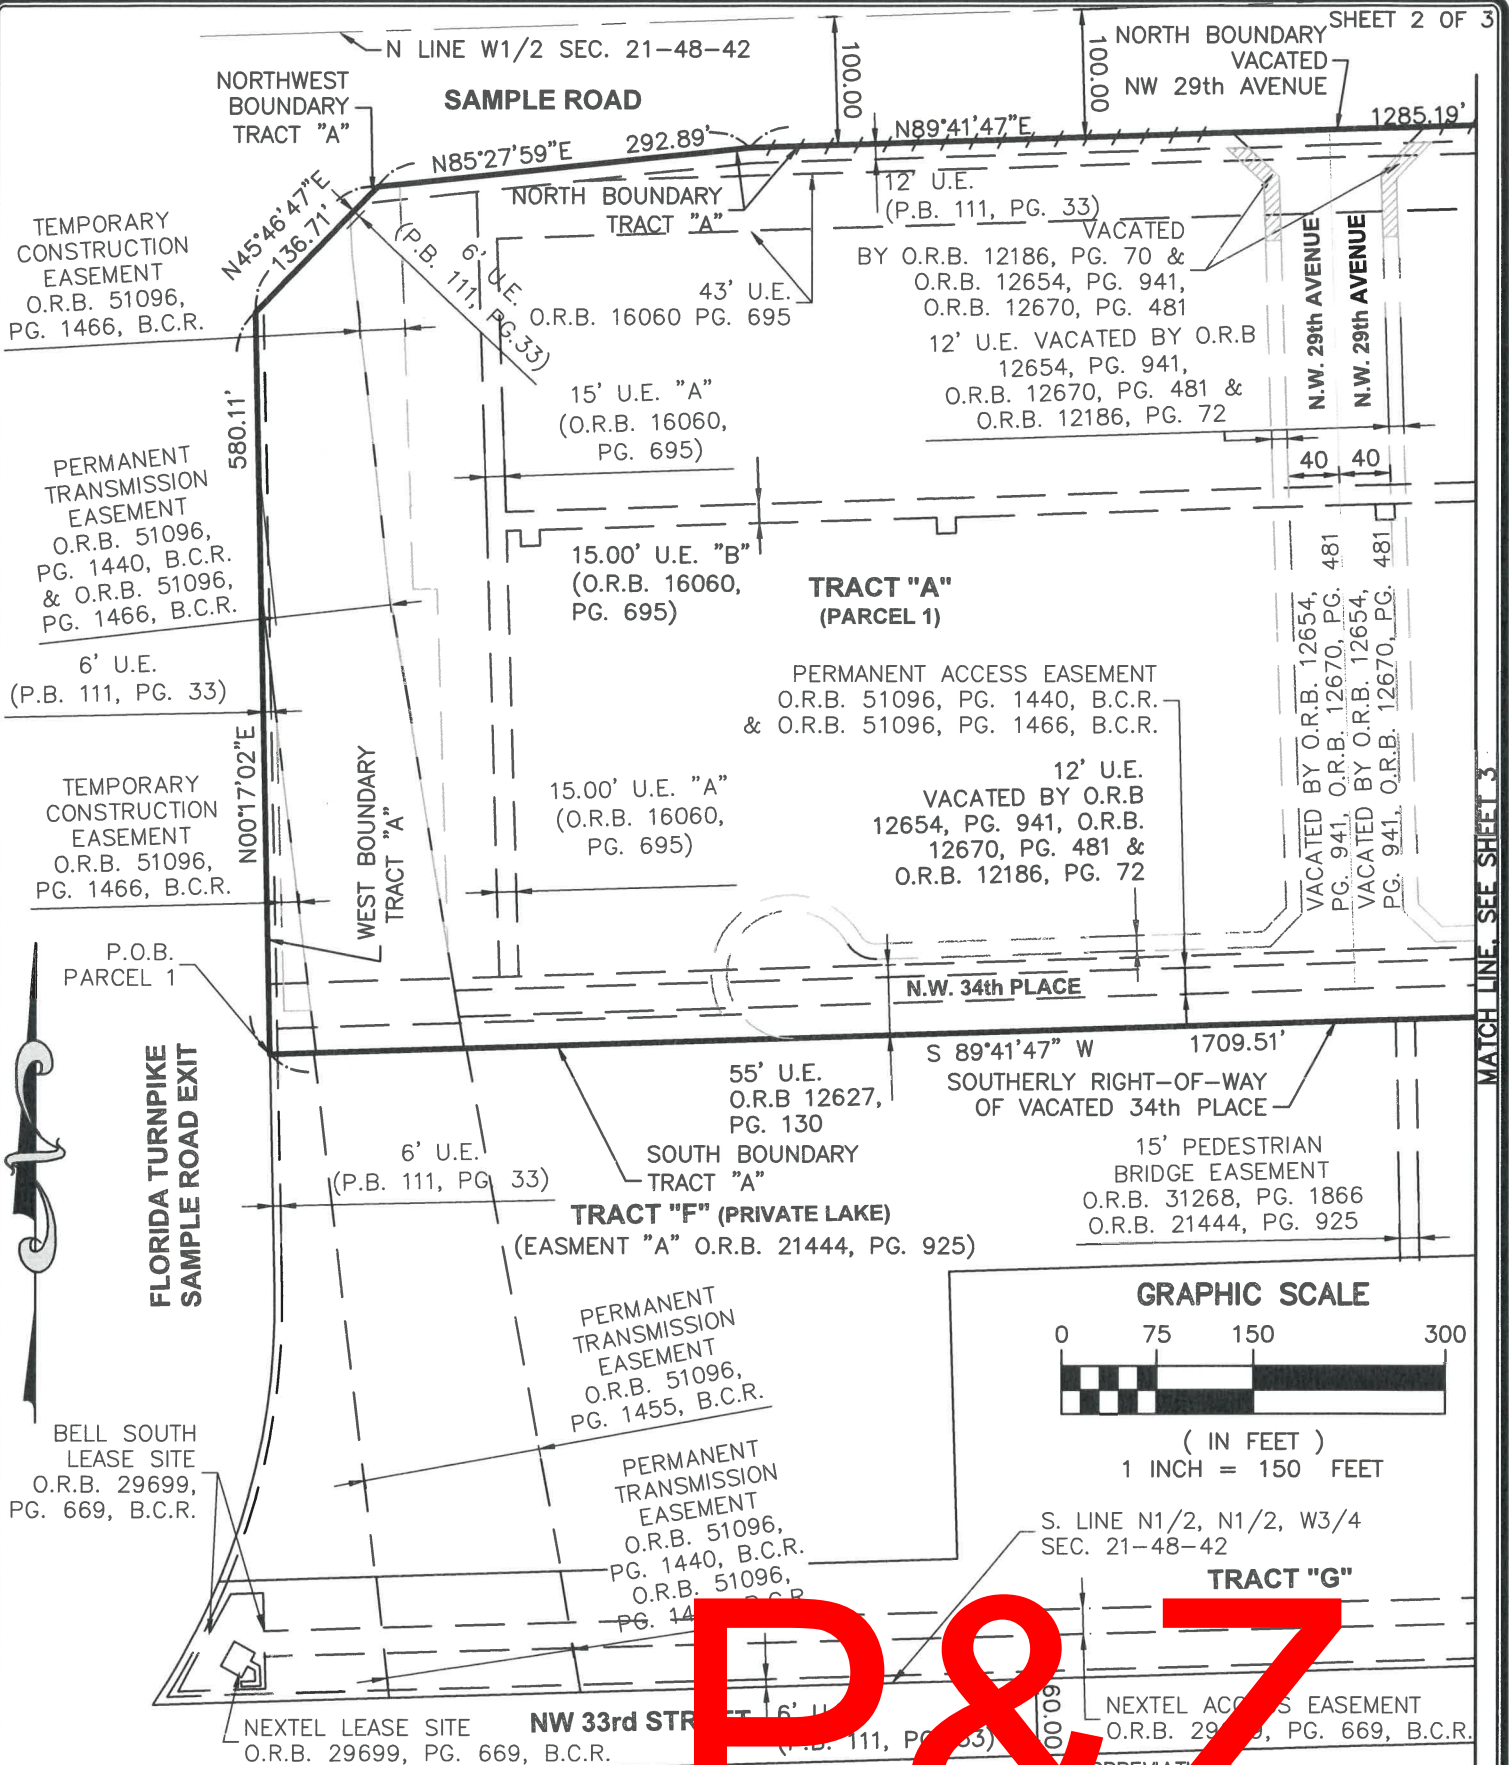 SHEET 2 OF 3
N LINE W1/2 SEC. 21-48-42
NORTH BOUNDARY
VACATED
NW 29th AVENUE
100.00
100.00
NORTHWEST
BOUNDARY
TRACT "A"
SAMPLE ROAD
N85°27'59"E 292.89'
N89°41'47"E
1285.19'
N45°46'47"E
136.71'
NORTH BOUNDARY
TRACT "A"
12' U.E.
(P.B. 111, PG. 33)
TEMPORARY
CONSTRUCTION
EASEMENT
O.R.B. 51096,
PG. 1466, B.C.R.
6' U.E.
(P.B. 111, PG.33)
43' U.E.
O.R.B. 16060 PG. 695
VACATED
BY O.R.B. 12186, PG. 70 &
O.R.B. 12654, PG. 941,
O.R.B. 12670, PG. 481
12' U.E. VACATED BY O.R.B
12654, PG. 941,
O.R.B. 12670, PG. 481 &
O.R.B. 12186, PG. 72
N.W. 29th AVENUE
N.W. 29th AVENUE
40
40
15' U.E. "A"
(O.R.B. 16060,
PG. 695)
580.11'
PERMANENT
TRANSMISSION
EASEMENT
O.R.B. 51096,
PG. 1440, B.C.R.
& O.R.B. 51096,
PG. 1466, B.C.R.
15.00' U.E. "B"
(O.R.B. 16060,
PG. 695)
TRACT "A"
(PARCEL 1)
6' U.E.
(P.B. 111, PG. 33)
PERMANENT ACCESS EASEMENT
O.R.B. 51096, PG. 1440, B.C.R.
& O.R.B. 51096, PG. 1466, B.C.R.
VACATED BY O.R.B. 12654,
PG. 941, O.R.B. 12670, PG. 481
VACATED BY O.R.B. 12654,
PG. 941, O.R.B. 12670, PG. 481
N00°17'02"E
TEMPORARY
CONSTRUCTION
EASEMENT
O.R.B. 51096,
PG. 1466, B.C.R.
WEST BOUNDARY
TRACT "A"
15.00' U.E. "A"
(O.R.B. 16060,
PG. 695)
12' U.E.
VACATED BY O.R.B
12654, PG. 941, O.R.B.
12670, PG. 481 &
O.R.B. 12186, PG. 72
MATCH LINE, SEE SHEET 3
P.O.B.
PARCEL 1
N.W. 34th PLACE
S 89°41'47" W 1709.51'
FLORIDA TURNPIKE
SAMPLE ROAD EXIT
55' U.E.
O.R.B 12627,
PG. 130
SOUTHERLY RIGHT-OF-WAY
OF VACATED 34th PLACE
6' U.E.
(P.B. 111, PG. 33)
SOUTH BOUNDARY
TRACT "A"
15' PEDESTRIAN
BRIDGE EASEMENT
O.R.B. 31268, PG. 1866
O.R.B. 21444, PG. 925
TRACT "F" (PRIVATE LAKE)
(EASMENT "A" O.R.B. 21444, PG. 925)
GRAPHIC SCALE
0 75 150 300
( IN FEET )
1 INCH = 150 FEET
PERMANENT
TRANSMISSION
EASEMENT
O.R.B. 51096,
PG. 1455, B.C.R.
BELL SOUTH
LEASE SITE
O.R.B. 29699,
PG. 669, B.C.R.
PERMANENT
TRANSMISSION
EASEMENT
O.R.B. 51096,
PG. 1440, B.C.R.
O.R.B. 51096,
PG.
S. LINE N1/2, N1/2, W3/4
SEC. 21-48-42
TRACT "G"
P&Z
NEXTEL LEASE SITE
O.R.B. 29699, PG. 669, B.C.R.
NW 33rd
6'
111,
60.00
NEXTEL EASEMENT
O.R.B. PG. 669, B.C.R.